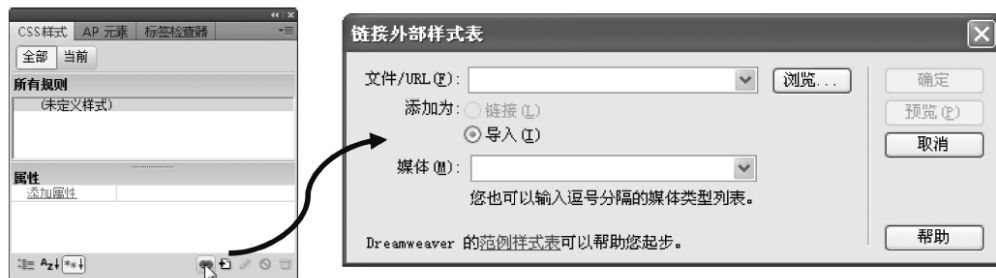 CSS样式 AP 元素 标签检查器
全部 当前
所有规则
(未定义样式)
属性
添加属性
链接外部样式表
文件/URL(F): 浏览...
添加为: 链接(L)
导入(I)
媒体(M):
您也可以输入逗号分隔的媒体类型列表。
Dreamweaver 的范例样式表可以帮助您起步。
确定
预览(P)
取消
帮助